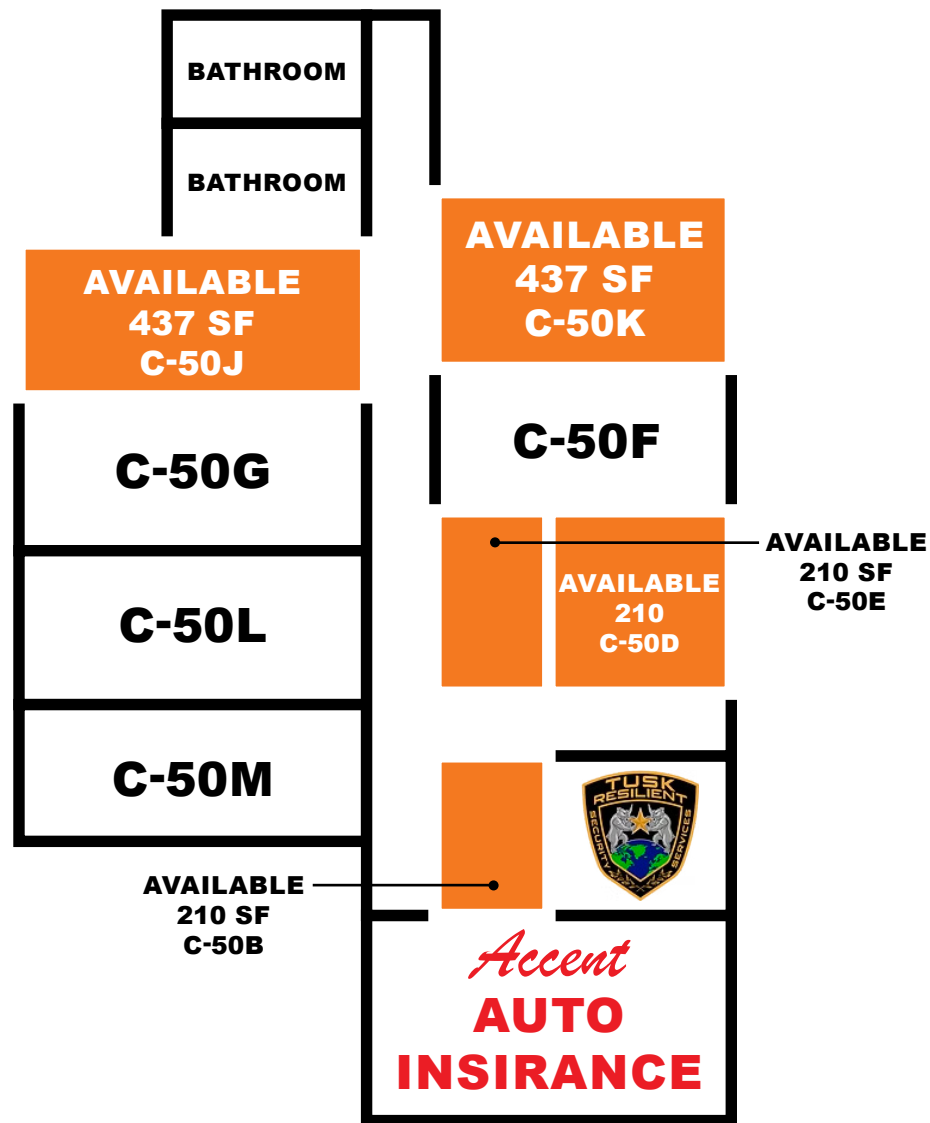 BATHROOM
BATHROOM
AVAILABLE
437 SF
C-50J
AVAILABLE
437 SF
C-50K
C-50G
C-50F
AVAILABLE
210 SF
C-50E
AVAILABLE
210
C-50D
C-50L
C-50M
TUSK
RESILIENT
SECURITY
SERVICES
AVAILABLE
210 SF
C-50B
Accent
AUTO
INSIRANCE